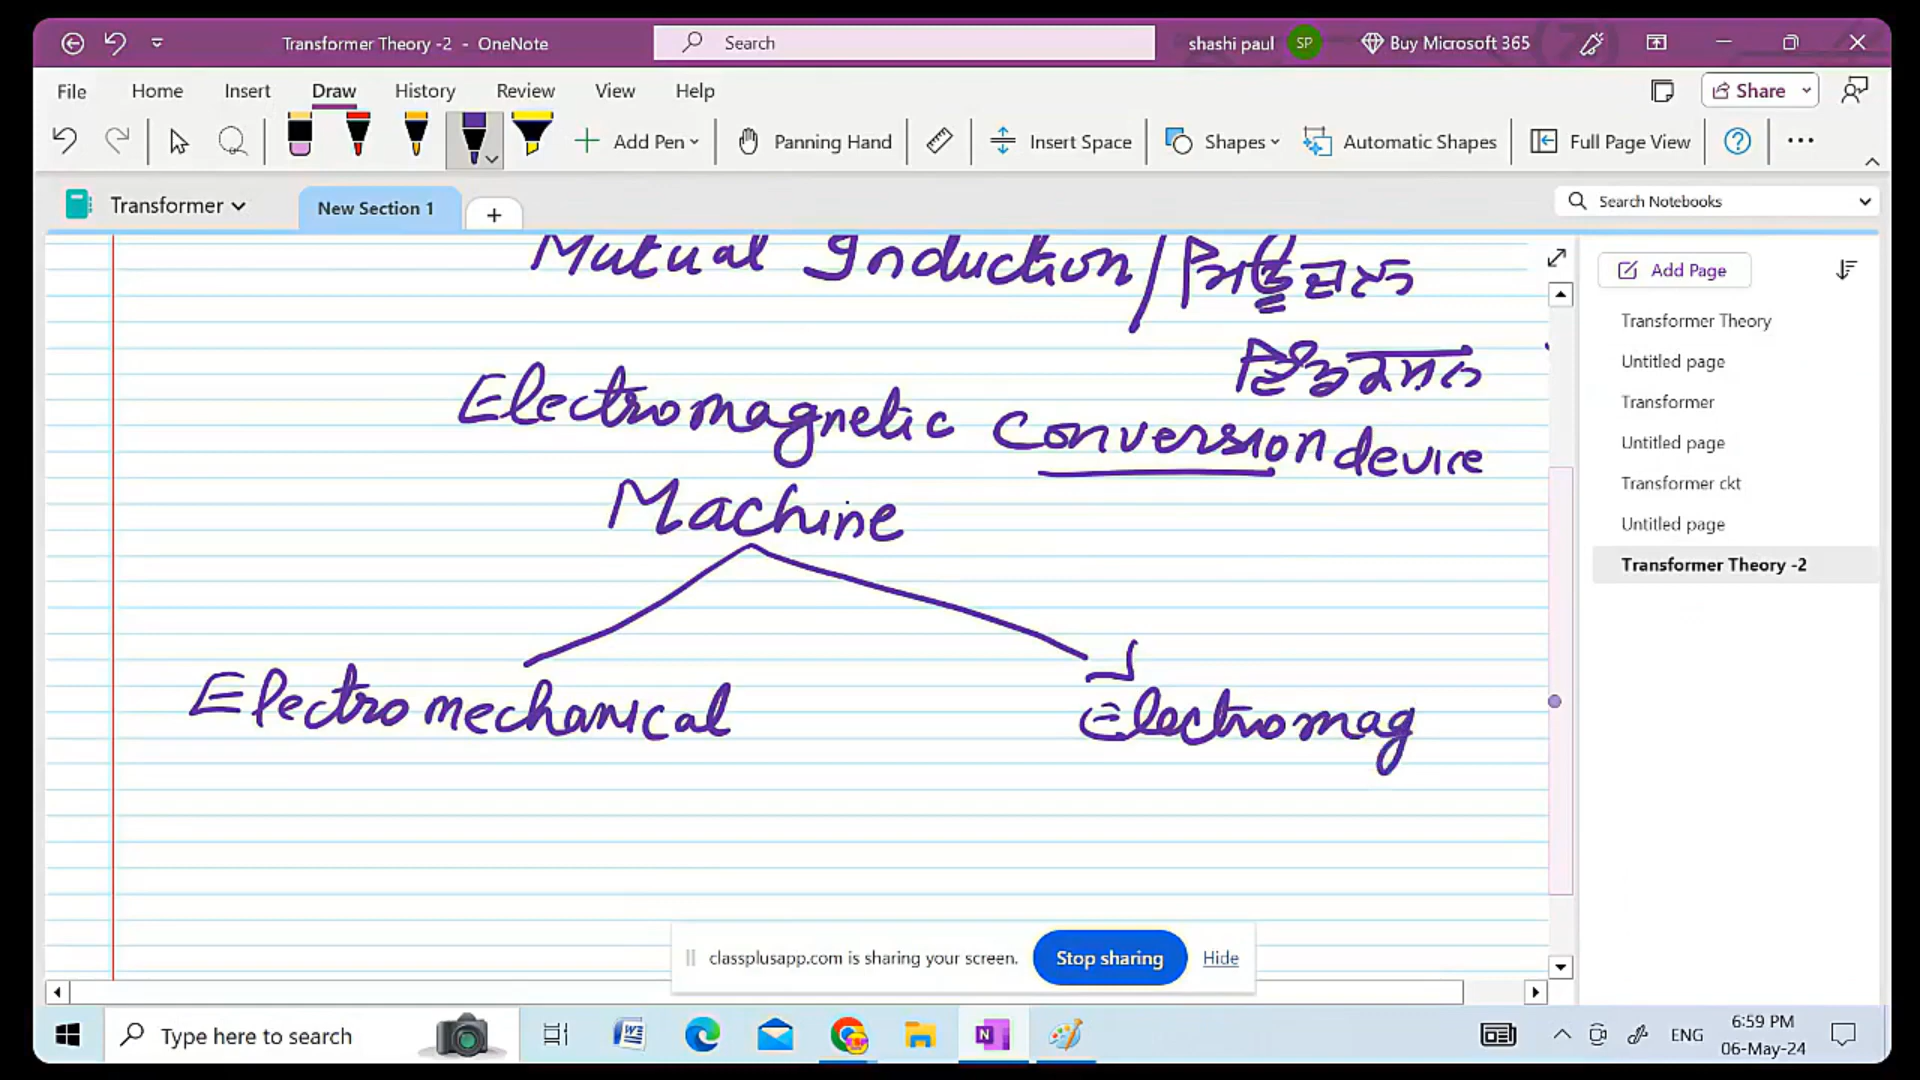 Transformer Theory -2 - OneNote
Search
shashi paul SP
Buy Microsoft 365
File Home Insert Draw History Review View Help
Share
Add Pen
Panning Hand
Insert Space
Shapes
Automatic Shapes
Full Page View
Transformer
New Section 1
Search Notebooks
Mutual Induction/
Electromagnetic conversion device
Machine
Electromechanical
Electromag
Add Page
Transformer Theory
Untitled page
Transformer
Untitled page
Transformer ckt
Untitled page
Transformer Theory -2
classplusapp.com is sharing your screen.
Stop sharing
Hide
Type here to search
ENG
6:59 PM
06-May-24